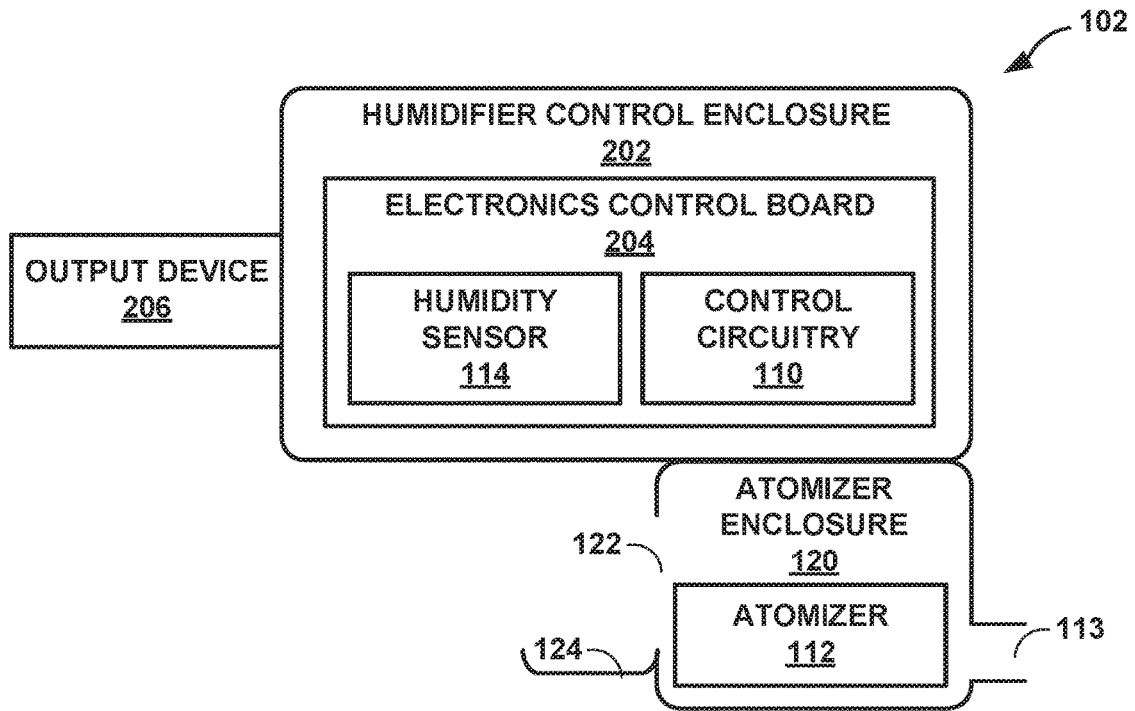 102
HUMIDIFIER CONTROL ENCLOSURE
202
ELECTRONICS CONTROL BOARD
204
OUTPUT DEVICE
206
HUMIDITY
SENSOR
114
CONTROL
CIRCUITRY
110
ATOMIZER
ENCLOSURE
120
122
ATOMIZER
112
113
124